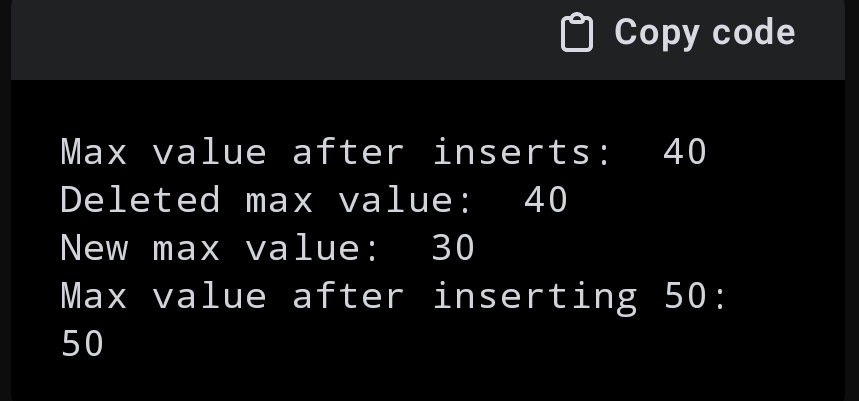 Copy code
Max value after inserts:  40
Deleted max value:  40
New max value:  30
Max value after inserting 50:
50